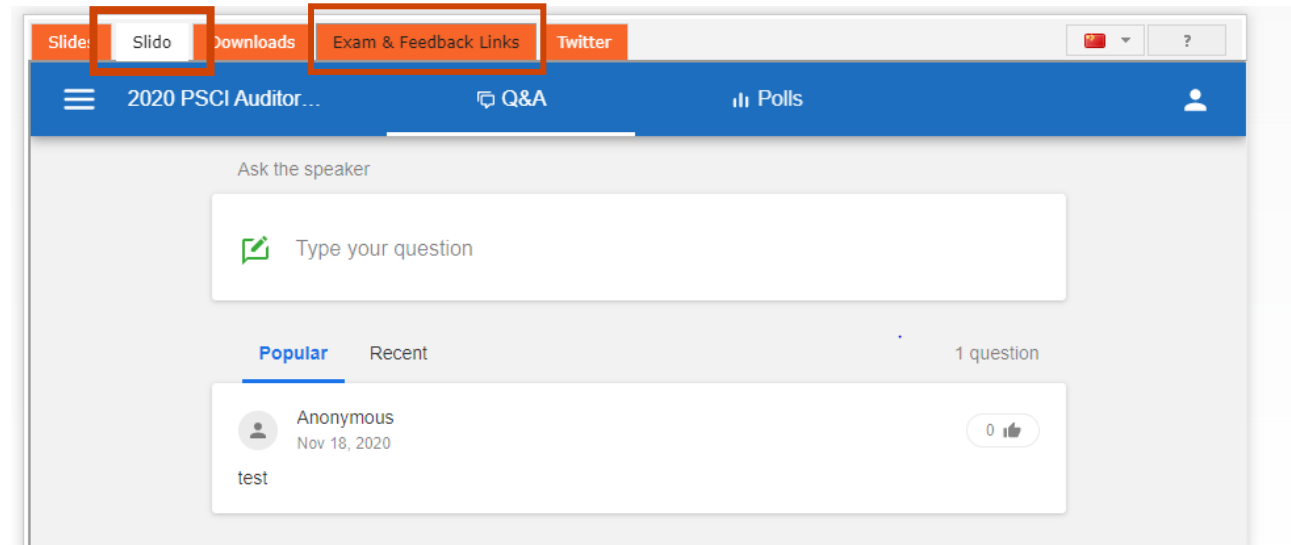 Slides Slido Downloads Exam & Feedback Links Twitter ?
2020 PSCI Auditor... Q&A Polls
Ask the speaker
Type your question
Popular Recent 1 question
Anonymous
Nov 18, 2020
0
test